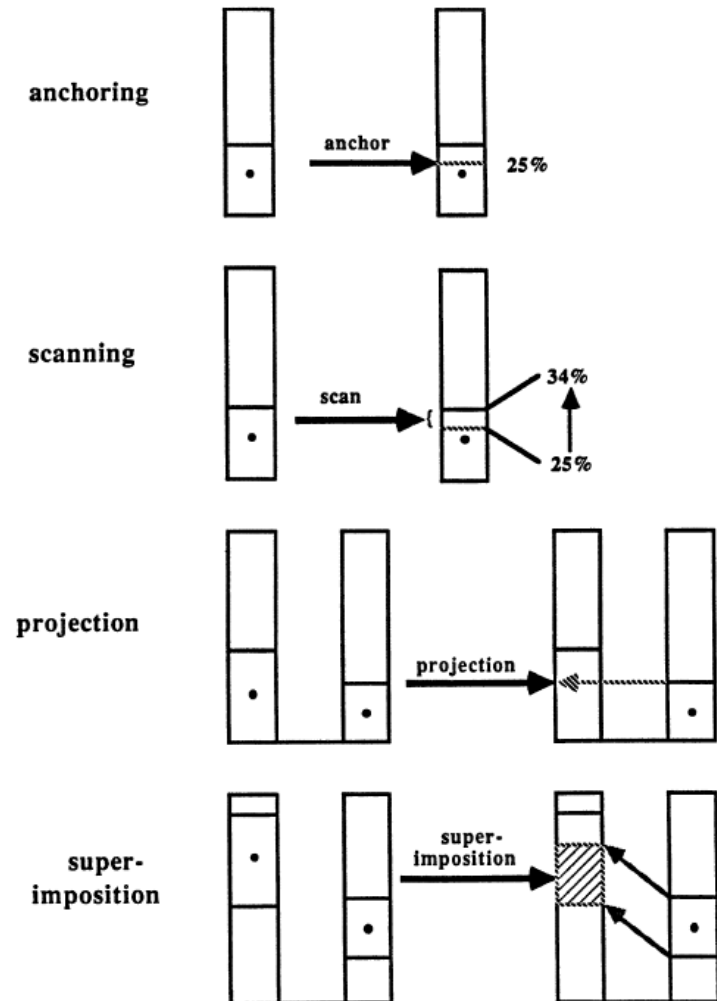 anchoring
anchor
25%
scanning
scan
34%
25%
projection
projection
super-
imposition
super-
imposition